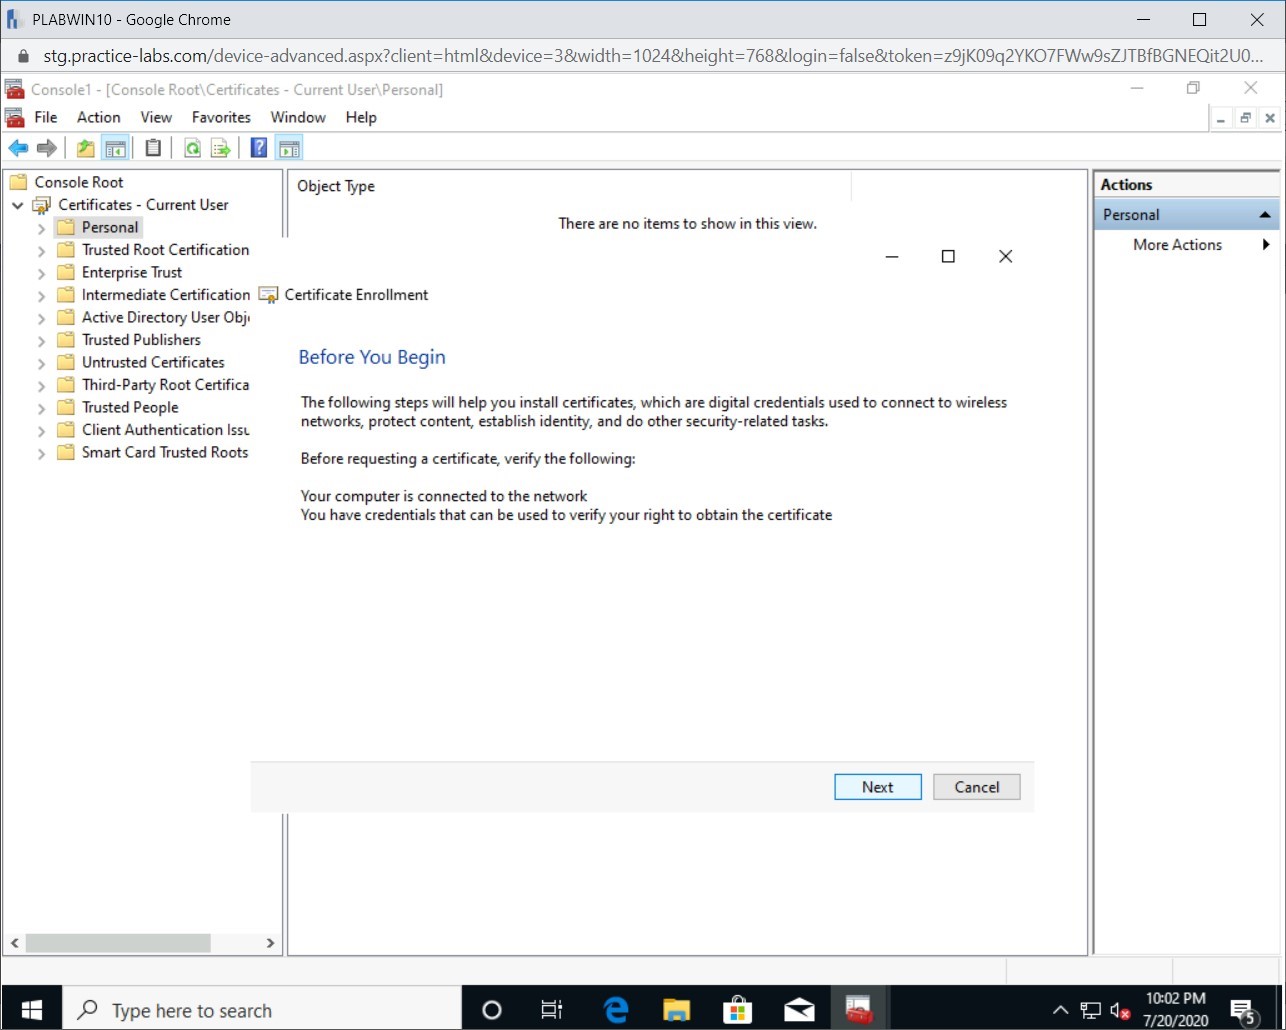 PLABWIN10 - Google Chrome
stg.practice-labs.com/device-advanced.aspx?client=html&device=3&width=1024&height=768&login=false&token=z9jK09q2YKO7FWw9sZJTBfBGNEQit2U0...
Console1 - [Console Root\Certificates - Current User\Personal]
File Action View Favorites Window Help
Console Root
Certificates - Current User
Personal
Trusted Root Certification
Enterprise Trust
Intermediate Certification
Active Directory User Obj
Trusted Publishers
Untrusted Certificates
Third-Party Root Certifica
Trusted People
Client Authentication Issu
Smart Card Trusted Roots
Object Type
There are no items to show in this view.
Certificate Enrollment
Before You Begin
The following steps will help you install certificates, which are digital credentials used to connect to wireless
networks, protect content, establish identity, and do other security-related tasks.
Before requesting a certificate, verify the following:
Your computer is connected to the network
You have credentials that can be used to verify your right to obtain the certificate
Next Cancel
Actions
Personal
More Actions
Type here to search
10:02 PM
7/20/2020
5